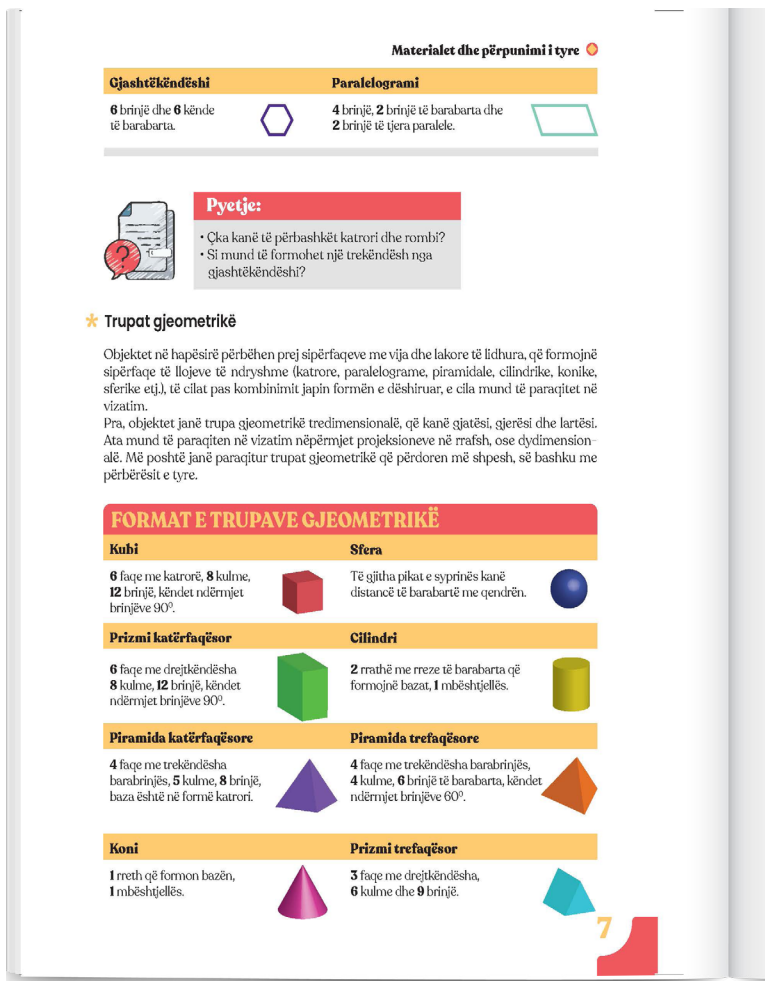 Materialet dhe përpunimi i tyre
Gjashtëkëndëshi
6 brinjë dhe 6 kënde
të barabarta.
Paralelogrami
4 brinjë, 2 brinjë të barabarta dhe
2 brinjë të tjera paralele.
Pyetje:
• Çka kanë të përbashkët katrori dhe rombi?
• Si mund të formohet një trekëndësh nga
gjashtëkëndëshi?
* Trupat gjeometrikë
Objektet në hapësirë përbëhen prej sipërfaqeve me vija dhe lakore të lidhura, që formojnë
sipërfaqe të llojeve të ndryshme (katrore, paralelograme, piramidale, cilindrike, konike,
sferike etj.), të cilat pas kombinimit japin formën e dëshiruar, e cila mund të paraqitet në
vizatim.
Pra, objektet janë trupa gjeometrikë tredimensionalë, që kanë gjatësi, gjerësi dhe lartësi.
Ata mund të paraqiten në vizatim nëpërmjet projeksioneve në rrafsh, ose dydimension-
alë. Më poshtë janë paraqitur trupat gjeometrikë që përdoren më shpesh, së bashku me
përbërësit e tyre.
FORMAT E TRUPAVE GJEOMETRIKË
Kubi
6 faqe me katrorë, 8 kulme,
12 brinjë, këndet ndërmjet
brinjëve 90⁰.
Sfera
Të gjitha pikat e syprinës kanë
distancë të barabartë me qendrën.
Prizmi katërfaqësor
6 faqe me drejtkëndësha
8 kulme, 12 brinjë, këndet
ndërmjet brinjëve 90⁰.
Cilindri
2 rrathë me rreze të barabarta që
formojnë bazat, 1 mbështjellës.
Piramida katërfaqësore
4 faqe me trekëndësha
barabrinjës, 5 kulme, 8 brinjë,
baza është në formë katrori.
Piramida trefaqësore
4 faqe me trekëndësha barabrinjës,
4 kulme, 6 brinjë të barabarta, këndet
ndërmjet brinjëve 60⁰.
Koni
1 rreth që formon bazën,
1 mbështjellës.
Prizmi trefaqësor
3 faqe me drejtkëndësha,
6 kulme dhe 9 brinjë.
7